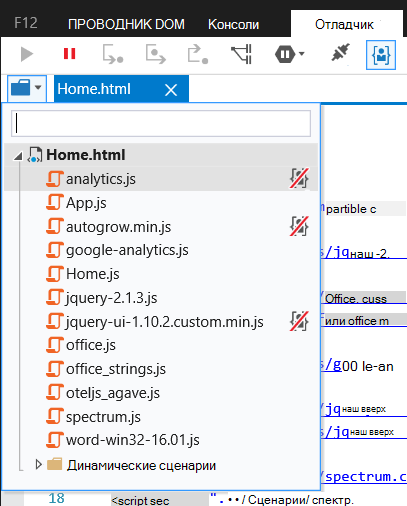 F12 ПРОВОДНИК DOM Консоли Отладчик
Home.html
Home.html
analytics.js
App.js
partible с
autogrow.min.js
google-analytics.js
/jqнаш -2.
Home.js
jquery-2.1.3.js
Office. cuss
jquery-ui-1.10.2.custom.min.js
или office m
office.js
office_strings.js
/gOO le-an
oteljs_agave.js
spectrum.js
/jqнаш вверх
word-win32-16.01.js
/jqнаш вверх
Динамические сценарии
/spectrum.c
18 <script sec ". • • / Сценарии/ спектр.